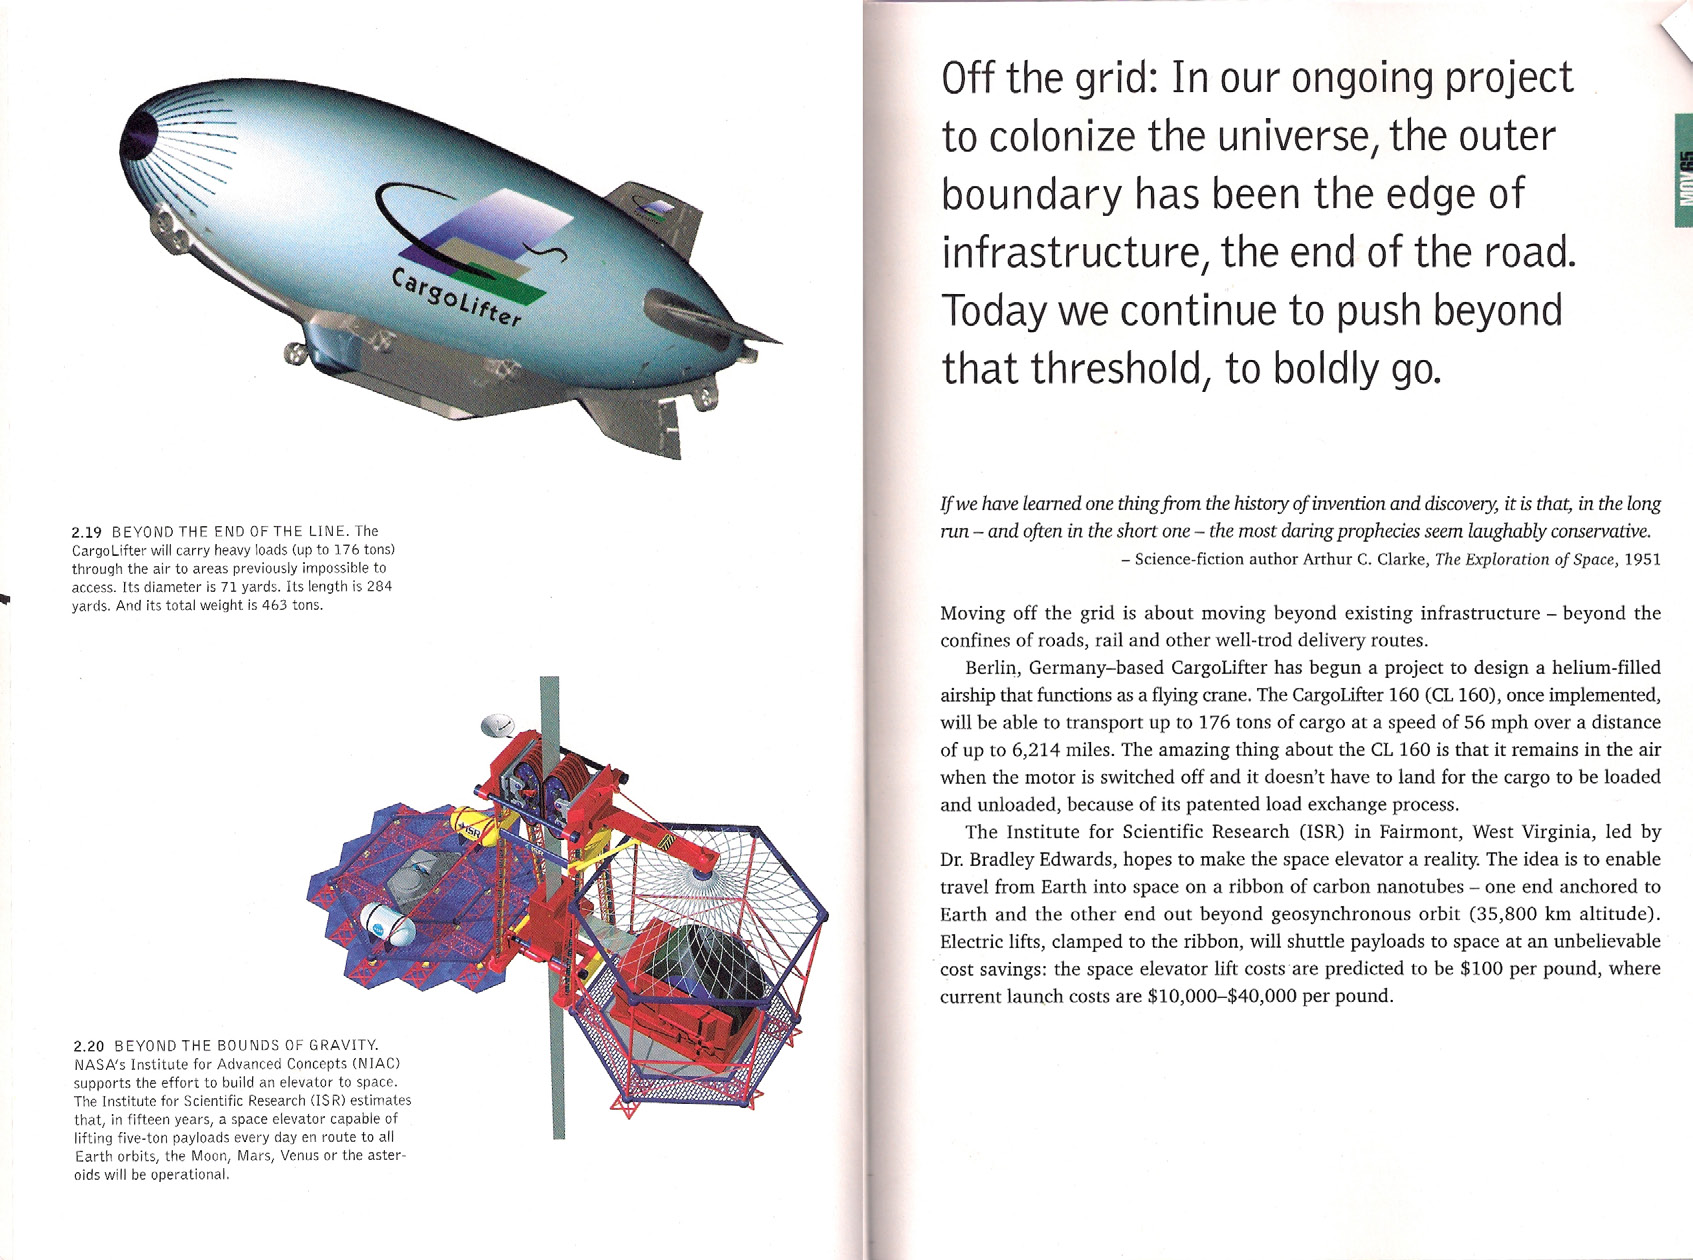 CargoLifter
2.19 BEYOND THE END OF THE LINE. The
CargoLifter will carry heavy loads (up to 176 tons)
through the air to areas previously impossible to
access. Its diameter is 71 yards. Its length is 284
yards. And its total weight is 463 tons.
ISR
2.20 BEYOND THE BOUNDS OF GRAVITY.
NASA's Institute for Advanced Concepts (NIAC)
supports the effort to build an elevator to space.
The Institute for Scientific Research (ISR) estimates
that, in fifteen years, a space elevator capable of
lifting five-ton payloads every day en route to all
Earth orbits, the Moon, Mars, Venus or the aster-
oids will be operational.
Off the grid: In our ongoing project
to colonize the universe, the outer
boundary has been the edge of
infrastructure, the end of the road.
Today we continue to push beyond
that threshold, to boldly go.
MOV 65
If we have learned one thing from the history of invention and discovery, it is that, in the long
run – and often in the short one – the most daring prophecies seem laughably conservative.
– Science-fiction author Arthur C. Clarke, The Exploration of Space, 1951
Moving off the grid is about moving beyond existing infrastructure – beyond the
confines of roads, rail and other well-trod delivery routes.
Berlin, Germany–based CargoLifter has begun a project to design a helium-filled
airship that functions as a flying crane. The CargoLifter 160 (CL 160), once implemented,
will be able to transport up to 176 tons of cargo at a speed of 56 mph over a distance
of up to 6,214 miles. The amazing thing about the CL 160 is that it remains in the air
when the motor is switched off and it doesn't have to land for the cargo to be loaded
and unloaded, because of its patented load exchange process.
The Institute for Scientific Research (ISR) in Fairmont, West Virginia, led by
Dr. Bradley Edwards, hopes to make the space elevator a reality. The idea is to enable
travel from Earth into space on a ribbon of carbon nanotubes – one end anchored to
Earth and the other end out beyond geosynchronous orbit (35,800 km altitude).
Electric lifts, clamped to the ribbon, will shuttle payloads to space at an unbelievable
cost savings: the space elevator lift costs are predicted to be $100 per pound, where
current launch costs are $10,000–$40,000 per pound.